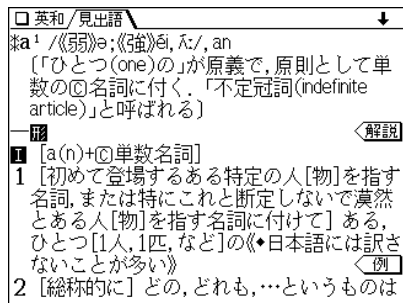 英和/見出語
*a¹ /《弱》ə;《強》éi, ʌ́ː/, an
〔「ひとつ(one)の」が原義で,原則として単
数のⒸ名詞に付く.「不定冠詞(indefinite
article)」と呼ばれる〕
―形 解説
I [a(n)+Ⓒ単数名詞]
1 [初めて登場するある特定の人[物]を指す
名詞,または特にこれと断定しないで漠然
とある人[物]を指す名詞に付けて] ある,
ひとつ[1人,1匹,など]の《◆日本語には訳さ
ないことが多い》 例
2 [総称的に] どの,どれも,…というものは